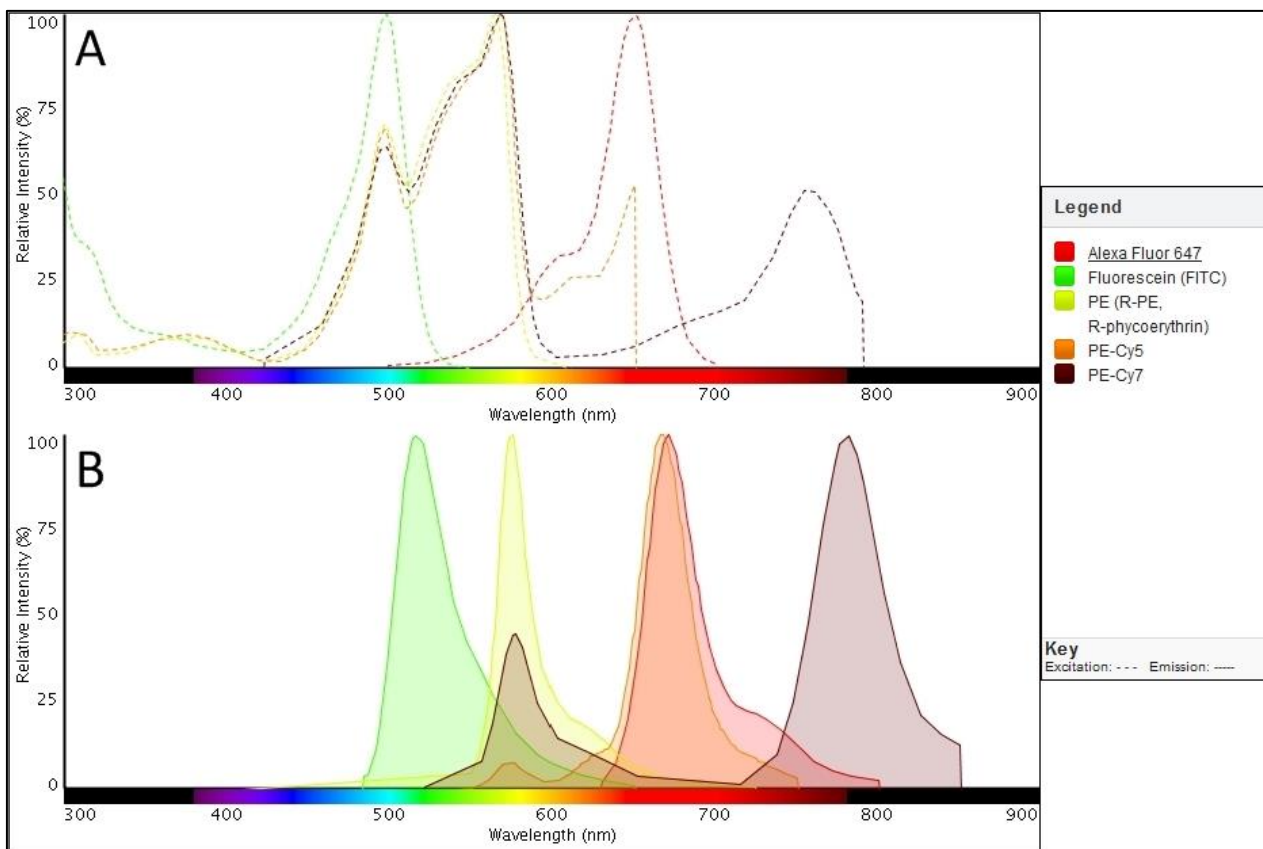 A
100
75
50
25
0
Relative Intensity (%)
300 400 500 600 700 800 900
Wavelength (nm)
B
100
75
50
25
0
Relative Intensity (%)
300 400 500 600 700 800 900
Wavelength (nm)
Legend
Alexa Fluor 647
Fluorescein (FITC)
PE (R-PE,
R-phycoerythrin)
PE-Cy5
PE-Cy7
Key
Excitation: - - - Emission: -----